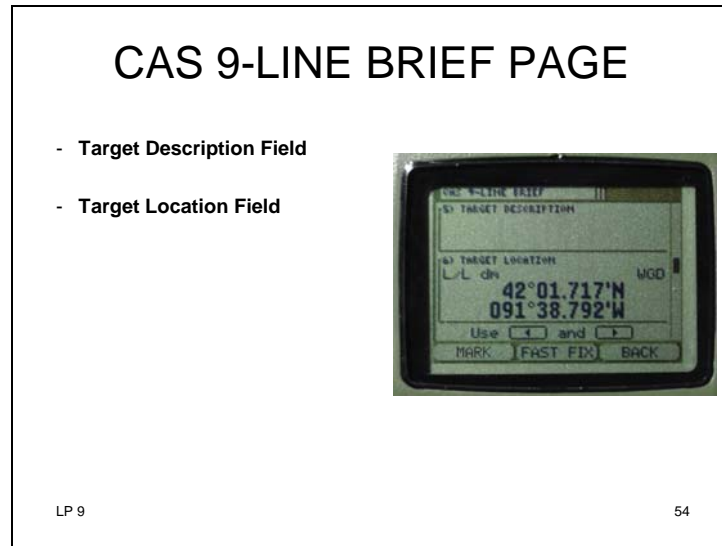 CAS 9-LINE BRIEF PAGE
- Target Description Field
- Target Location Field
CAS 9-LINE BRIEF
5) TARGET DESCRIPTION
6) TARGET LOCATION
L/L dm WGD
42°01.717'N
091°38.792'W
Use and
MARK FAST FIX BACK
LP 9
54